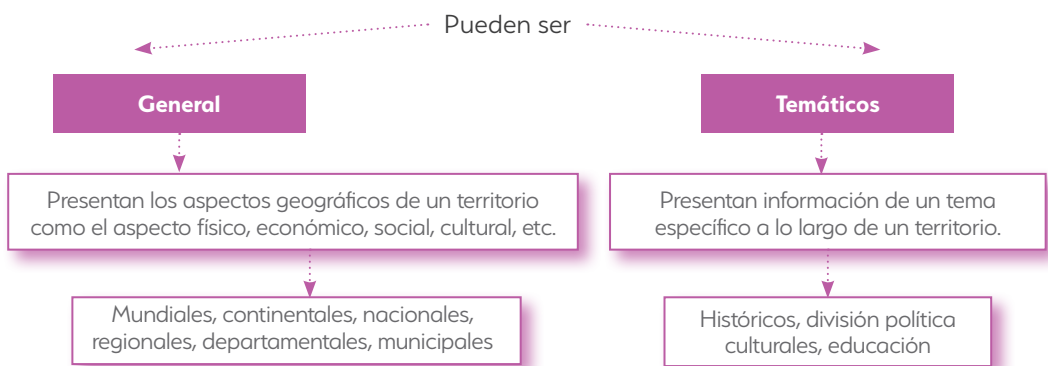 Pueden ser
General
Temáticos
Presentan los aspectos geográficos de un territorio
como el aspecto físico, económico, social, cultural, etc.
Presentan información de un tema
específico a lo largo de un territorio.
Mundiales, continentales, nacionales,
regionales, departamentales, municipales
Históricos, división política
culturales, educación